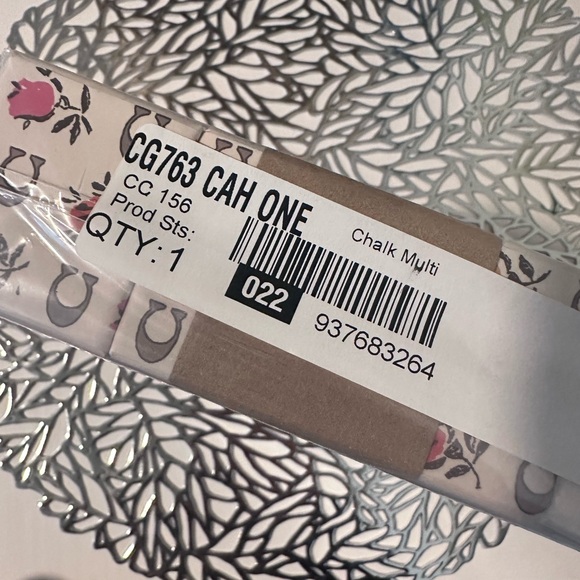 CG763 CAH ONE
CC 156
Chalk Multi
Prod Sts:
QTY: 1
022
937683264